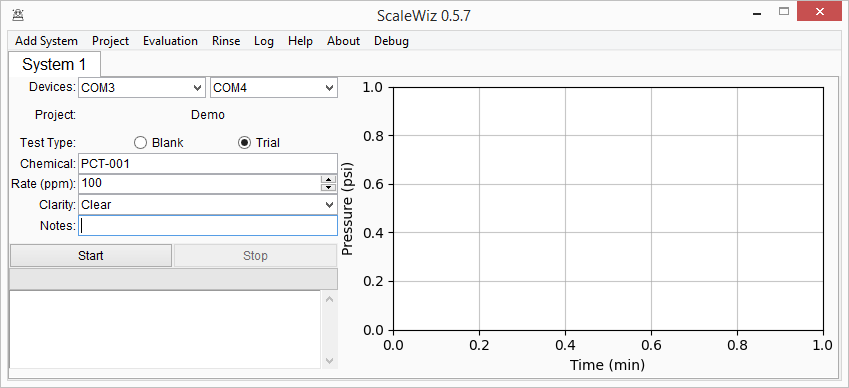 ScaleWiz 0.5.7
Add System Project Evaluation Rinse Log Help About Debug
System 1
Devices: COM3 COM4
Project: Demo
Test Type: Blank Trial
Chemical: PCT-001
Rate (ppm): 100
Clarity: Clear
Notes:
Start Stop
Pressure (psi)
1.0
0.8
0.6
0.4
0.2
0.0
0.0 0.2 0.4 0.6 0.8 1.0
Time (min)